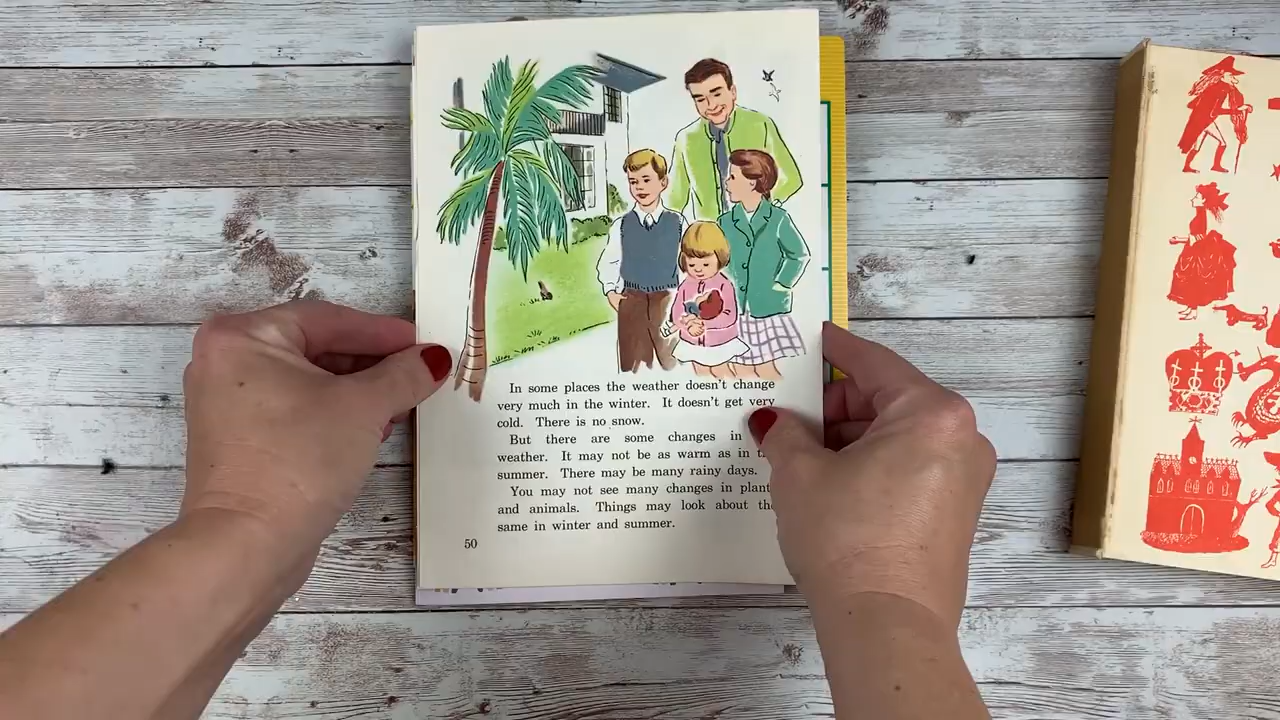 In some places the weather doesn't change
very much in the winter. It doesn't get very
cold. There is no snow.
But there are some changes in
weather. It may not be as warm as in
summer. There may be many rainy days.
You may not see many changes in plant
and animals. Things may look about the
same in winter and summer.
50